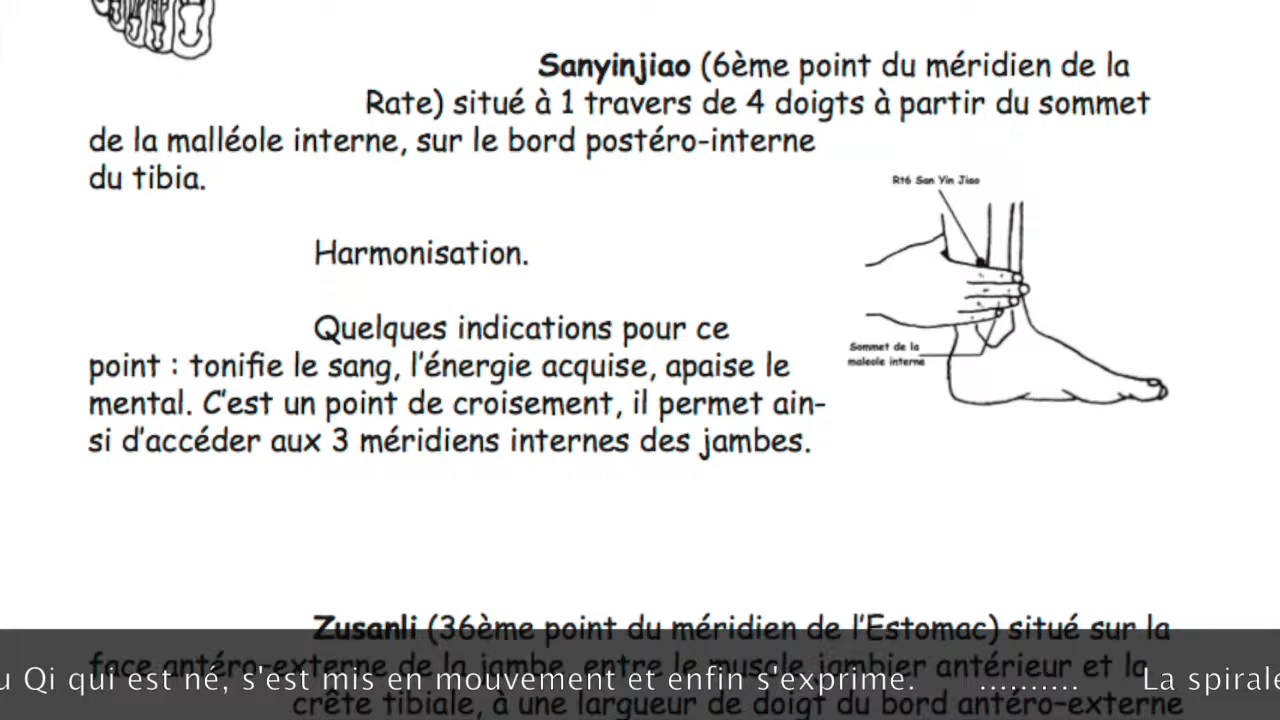 Sanyinjiao (6ème point du méridien de la
Rate) situé à 1 travers de 4 doigts à partir du sommet
de la malléole interne, sur le bord postéro-interne
du tibia.
Rt6 San Yin Jiao
Harmonisation.
Quelques indications pour ce
point : tonifie le sang, l'énergie acquise, apaise le
mental. C'est un point de croisement, il permet ain-
si d'accéder aux 3 méridiens internes des jambes.
Sommet de la
maleole interne
Zusanli (36ème point du méridien de l'Estomac) situé sur la
face antéro-externe de la jambe, entre le muscle jambier antérieur et la
crête tibiale, à une largueur de doigt du bord antéro-externe
u Qi qui est né, s'est mis en mouvement et enfin s'exprime. .......... La spirale